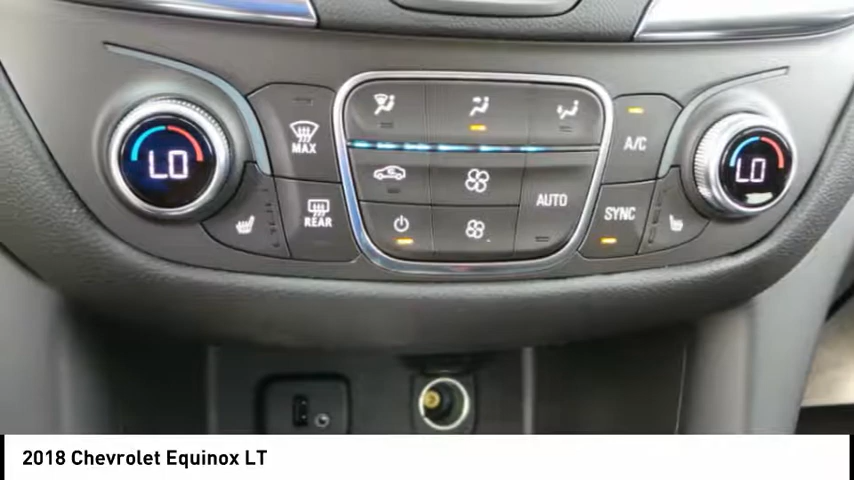 LO
MAX
REAR
AUTO
A/C
SYNC
LO
2018 Chevrolet Equinox LT